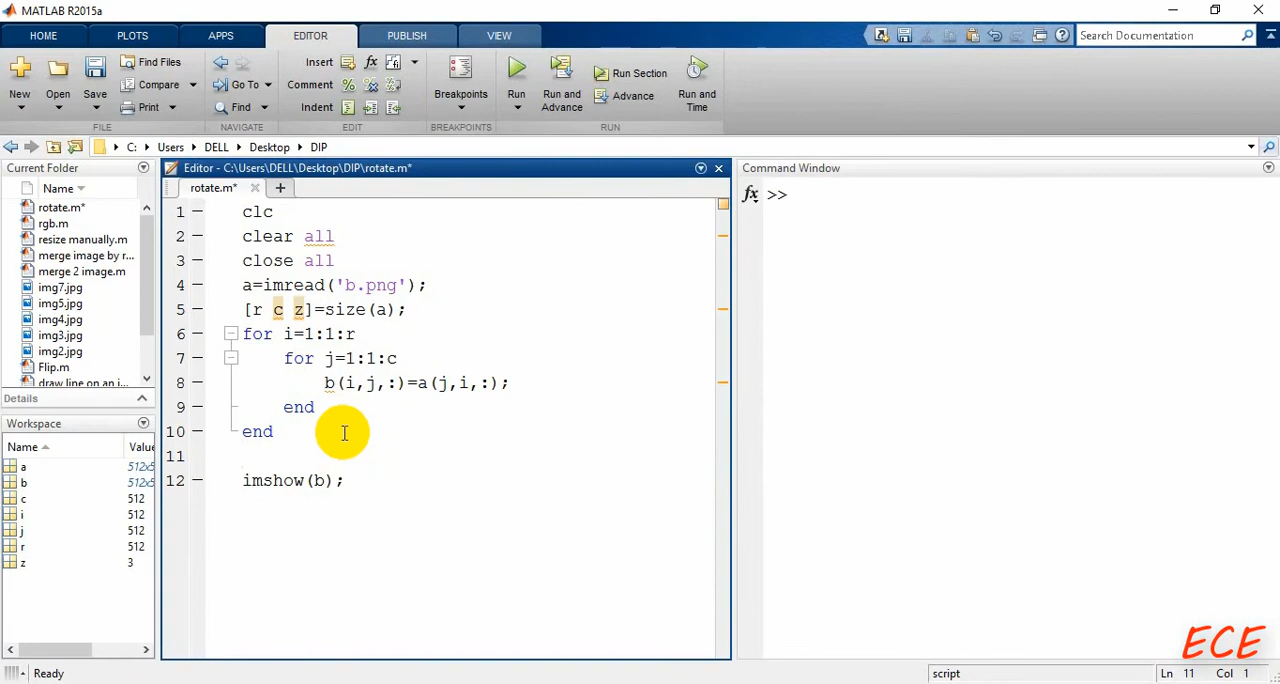 MATLAB R2015a
HOME PLOTS APPS EDITOR PUBLISH VIEW Search Documentation
New Open Save Find Files Compare Print
Go To Find
Insert fx Comment % Indent
Breakpoints Run Run and Advance Run Section Advance Run and Time
FILE NAVIGATE EDIT BREAKPOINTS RUN
C: Users DELL Desktop DIP
Current Folder
Name
rotate.m*
rgb.m
resize manually.m
merge image by r...
merge 2 image.m
img7.jpg
img5.jpg
img4.jpg
img3.jpg
img2.jpg
Flip.m
draw line on an i...
Details
Workspace
Name Value
a 512x5
b 512x5
c 512
i 512
j 512
r 512
z 3
Editor - C:\Users\DELL\Desktop\DIP\rotate.m*
rotate.m* +
1 clc
2 clear all
3 close all
4 a=imread('b.png');
5 [r c z]=size(a);
6 for i=1:1:r
7 for j=1:1:c
8 b(i,j,:)=a(j,i,:);
9 end
10 end
11
12 imshow(b);
Command Window
fx >>
ECE
Ready script Ln 11 Col 1